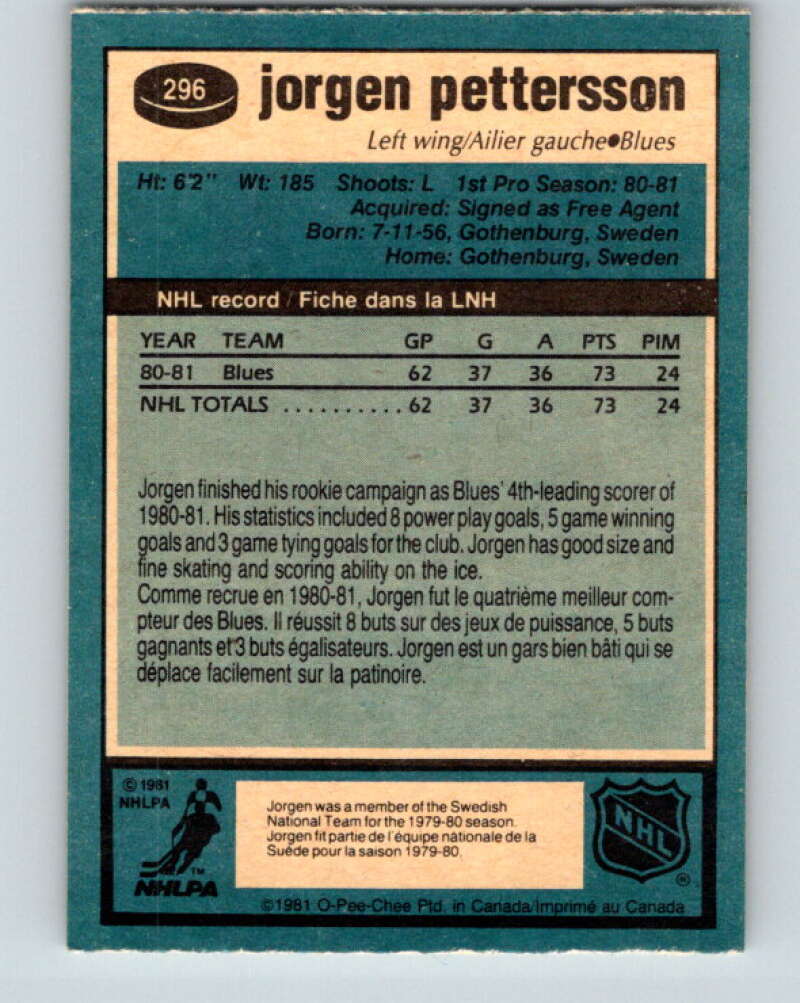 296
jorgen pettersson
Left wing/Ailier gauche●Blues
Ht: 6'2" Wt: 185 Shoots: L 1st Pro Season: 80-81
Acquired: Signed as Free Agent
Born: 7-11-56, Gothenburg, Sweden
Home: Gothenburg, Sweden
NHL record / Fiche dans la LNH
YEAR TEAM GP G A PTS PIM
80-81 Blues 62 37 36 73 24
NHL TOTALS .......... 62 37 36 73 24
Jorgen finished his rookie campaign as Blues' 4th-leading scorer of
1980-81. His statistics included 8 power play goals, 5 game winning
goals and 3 game tying goals for the club. Jorgen has good size and
fine skating and scoring ability on the ice.
Comme recrue en 1980-81, Jorgen fut le quatrième meilleur com-
pteur des Blues. Il réussit 8 buts sur des jeux de puissance, 5 buts
gagnants et 3 buts égalisateurs. Jorgen est un gars bien bâti qui se
déplace facilement sur la patinoire.
© 1981
NHLPA
TM
NHLPA
Jorgen was a member of the Swedish
National Team for the 1979-80 season.
Jorgen fit partie de l'équipe nationale de la
Suède pour la saison 1979-80.
NHL
®
©1981 O-Pee-Chee Ptd. in Canada/Imprimé au Canada